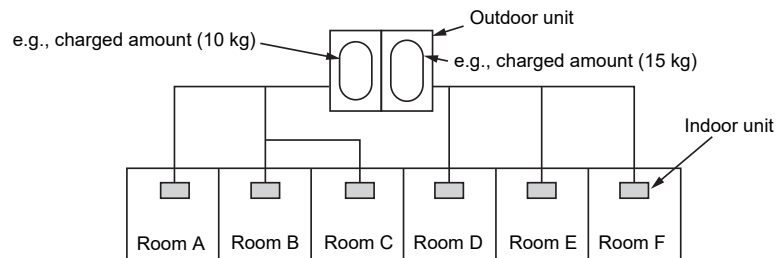 Outdoor unit
e.g., charged amount (10 kg)
e.g., charged amount (15 kg)
Indoor unit
Room A Room B Room C Room D Room E Room F